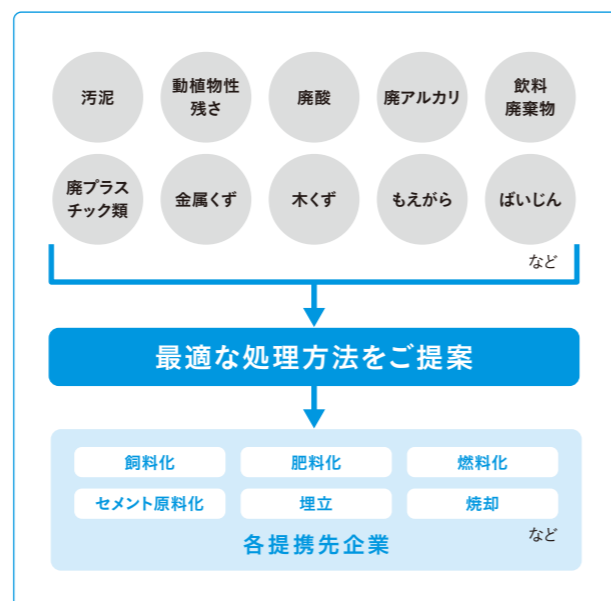 汚泥
動植物性
残さ
廃酸
廃アルカリ
飲料
廃棄物
廃プラス
チック類
金属くず
木くず
もえがら
ばいじん
など
最適な処理方法をご提案
飼料化
肥料化
燃料化
セメント原料化
埋立
焼却
など
各提携先企業